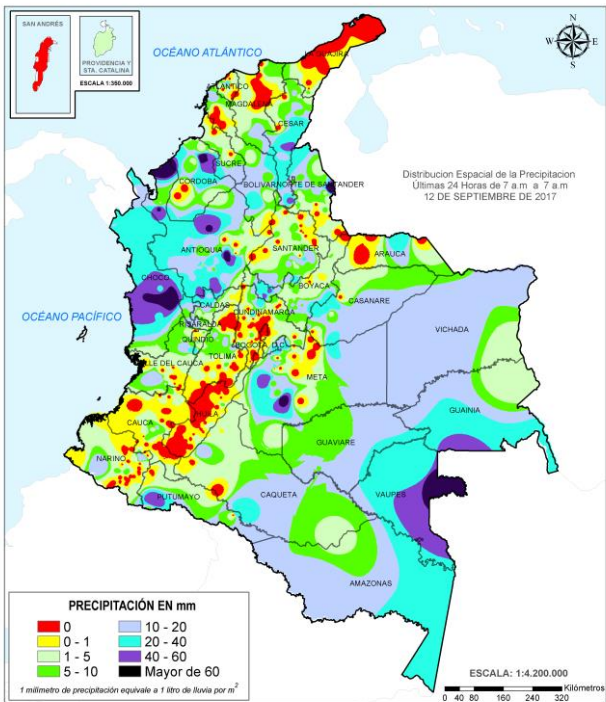 SAN ANDRÉS
PROVIDENCIA Y
STA. CATALINA
ESCALA 1:350.000
OCÉANO ATLÁNTICO
N
W E
S
LA GUAJIRA
ATLÁNTICO
MAGDALENA
CESAR
SUCRE
CÓRDOBA
BOLIVAR
NORTE DE SANTANDER
Distribucion Espacial de la Precipitacion
Últimas 24 Horas de 7 a.m a 7 a.m
12 DE SEPTIEMBRE DE 2017
ANTIOQUIA
SANTANDER
ARAUCA
CHOCO
BOYACA
CASANARE
OCÉANO PACÍFICO
CALDAS
CUNDINAMARCA
RISARALDA
VICHADA
QUINDIO
BOGOTA, D.C.
TOLIMA
VALLE DEL CAUCA
META
GUAINIA
CAUCA
HUILA
GUAVIARE
NARIÑO
PUTUMAYO
CAQUETA
VAUPES
AMAZONAS
PRECIPITACIÓN EN mm
0 10 - 20
0 - 1 20 - 40
1 - 5 40 - 60
5 - 10 Mayor de 60
1 milimetro de precipitación equivale a 1 litro de lluvia por m²
ESCALA: 1:4.200.000
Kilómetros
0 40 80 160 240 320